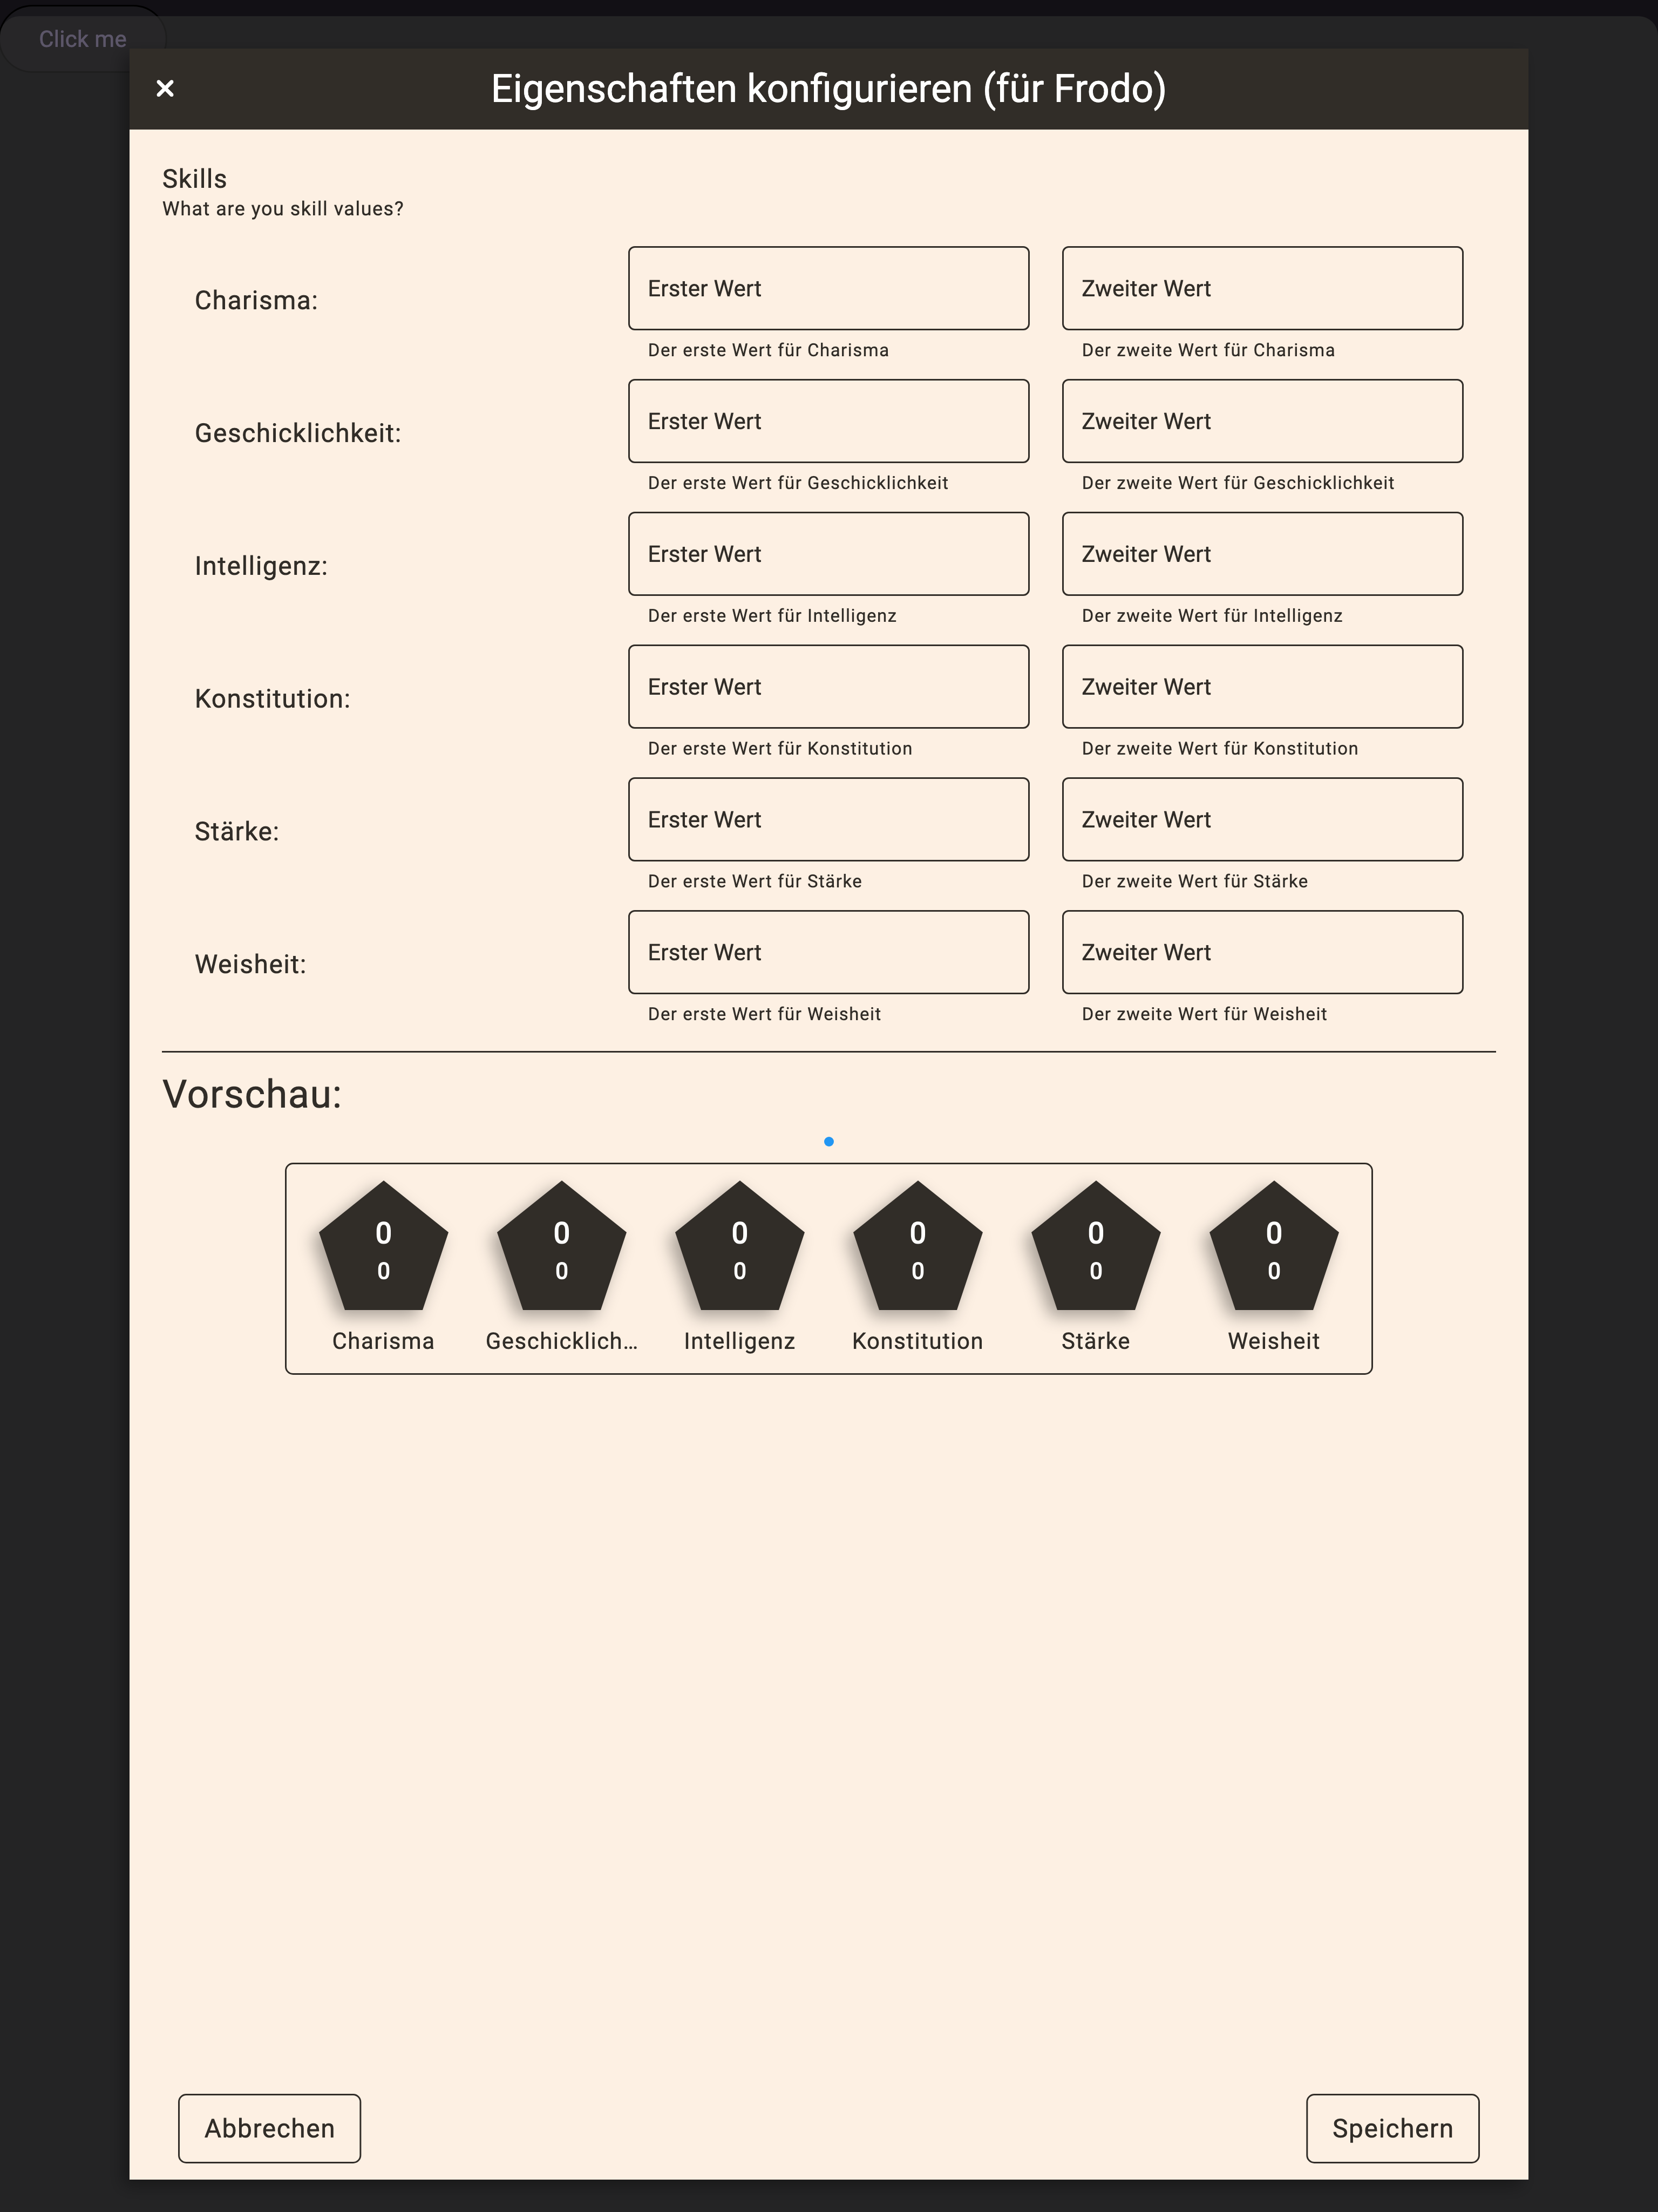 Click me
Eigenschaften konfigurieren (für Frodo)
Skills
What are you skill values?
Charisma:
Erster Wert
Zweiter Wert
Der erste Wert für Charisma
Der zweite Wert für Charisma
Geschicklichkeit:
Erster Wert
Zweiter Wert
Der erste Wert für Geschicklichkeit
Der zweite Wert für Geschicklichkeit
Intelligenz:
Erster Wert
Zweiter Wert
Der erste Wert für Intelligenz
Der zweite Wert für Intelligenz
Konstitution:
Erster Wert
Zweiter Wert
Der erste Wert für Konstitution
Der zweite Wert für Konstitution
Stärke:
Erster Wert
Zweiter Wert
Der erste Wert für Stärke
Der zweite Wert für Stärke
Weisheit:
Erster Wert
Zweiter Wert
Der erste Wert für Weisheit
Der zweite Wert für Weisheit
Vorschau:
0 0 0 0 0 0
0 0 0 0 0 0
Charisma Geschicklich... Intelligenz Konstitution Stärke Weisheit
Abbrechen
Speichern